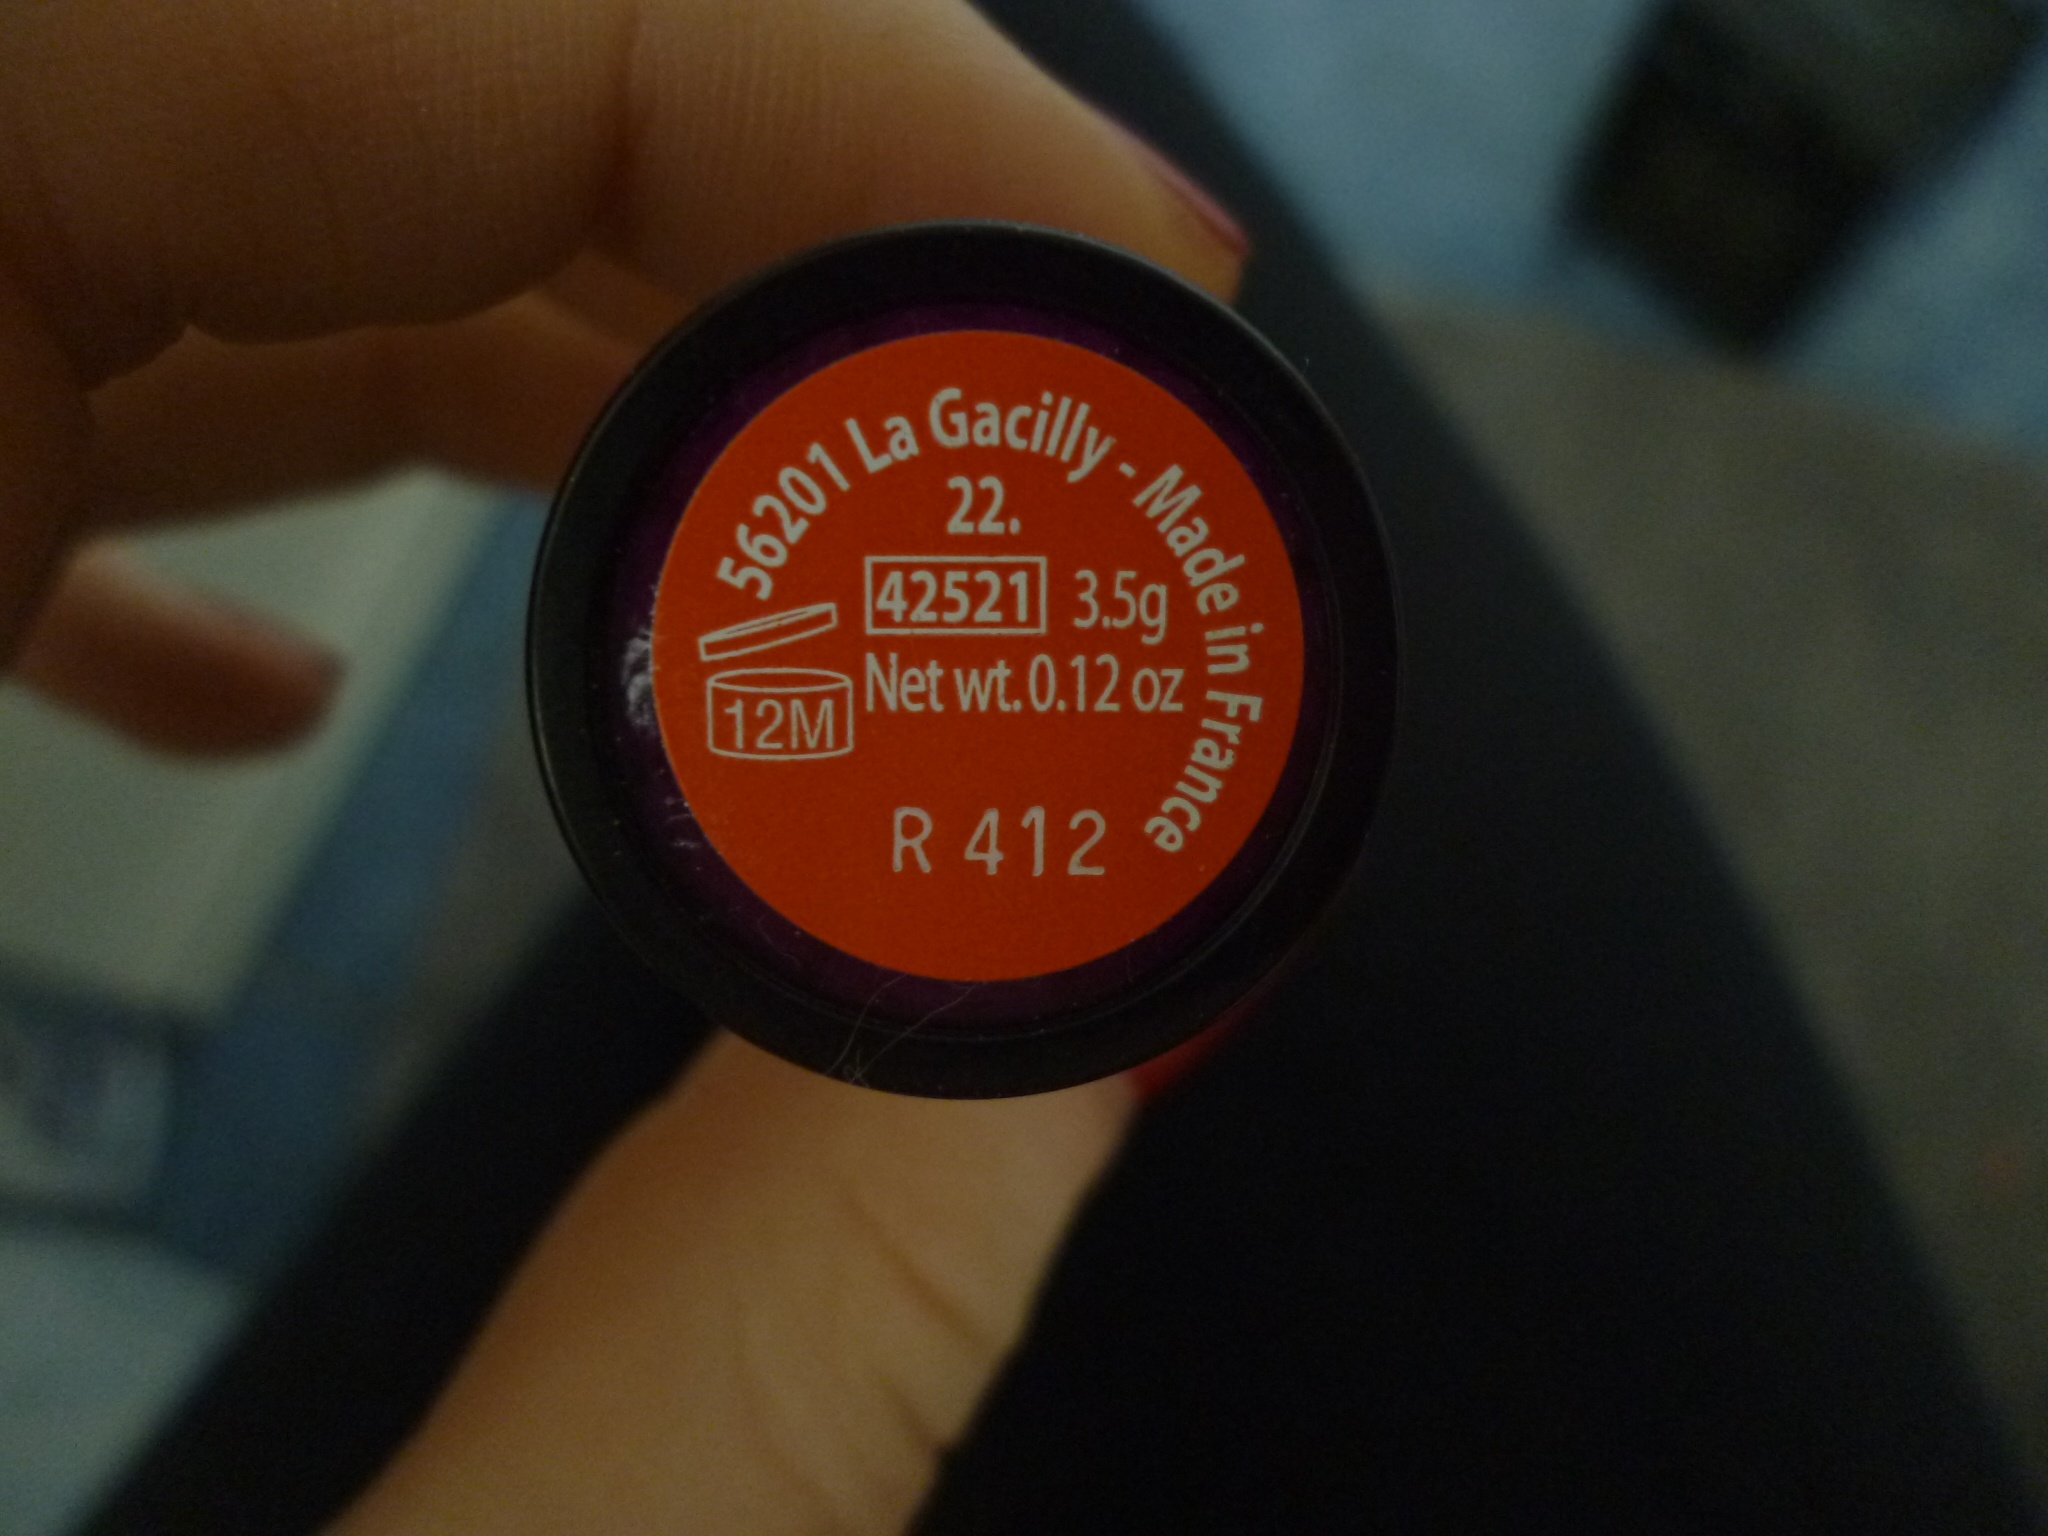 56201 La Gacilly - Made in France
22.
42521 3.5g
Net wt. 0.12 oz
12M
R 412